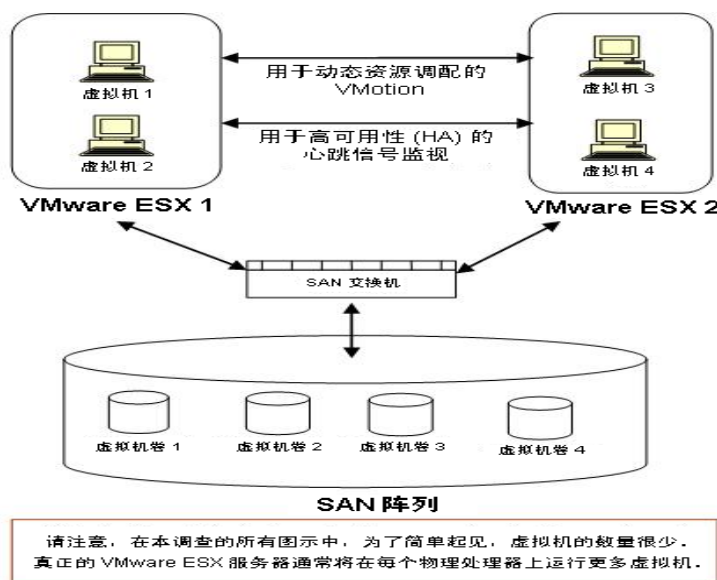 虚拟机 1
用于动态资源调配的
VMotion
虚拟机 3
虚拟机 2
用于高可用性 (HA) 的
心跳信号监视
虚拟机 4
VMware ESX 1
VMware ESX 2
SAN 交换机
虚拟机卷 1
虚拟机卷 2
虚拟机卷 3
虚拟机卷 4
SAN 阵列
请注意，在本调查的所有图示中，为了简单起见，虚拟机的数量很少．
真正的 VMware ESX 服务器通常将在每个物理处理器上运行更多虚拟机．